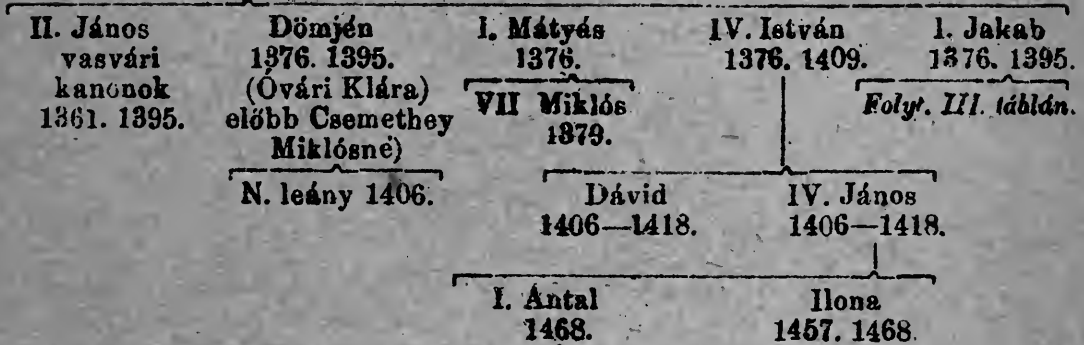 II. János Dömjén I. Mátyás IV. István I. Jakab
vasvári 1376. 1395. 1376. 1376. 1409. 1376. 1395.
kanonok (Óvári Klára) VII Miklós Folyt. III. táblán.
1361. 1395. előbb Csemethey 1379.
Miklósné)
N. leány 1406. Dávid IV. János
1406—1418. 1406—1418.
I. Antal Ilona
1468. 1457. 1468.